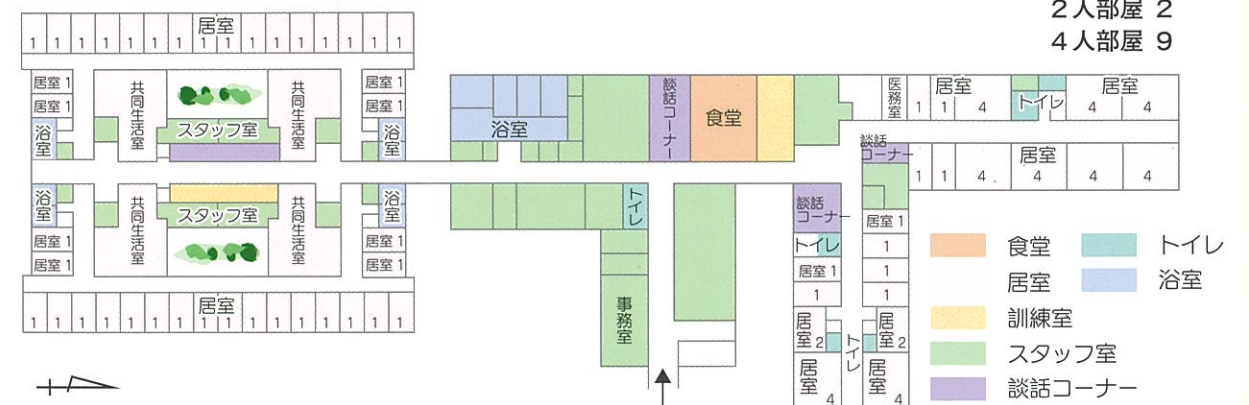 2人部屋 2
4人部屋 9
居室
1 1 1 1 1 1 1 1 1 1 1 1 1 1 1 1
居室 1
居室 1
浴室
共同生活室
スタッフ室
共同生活室
居室 1
居室 1
浴室
浴室
居室 1
居室 1
共同生活室
スタッフ室
共同生活室
浴室
居室 1
居室 1
居室
1 1 1 1 1 1 1 1 1 1 1 1 1 1 1 1
浴室
談話コーナー
食堂
医務室
居室
1 1 4
トイレ
居室
4 4
談話コーナー
居室
1 1 4 4 4 4
トイレ
事務室
談話コーナー
トイレ
居室 1
1
居室 2
居室 4
トイレ
居室 1
1
1
1
居室 2
居室 4
食堂
トイレ
居室
浴室
訓練室
スタッフ室
談話コーナー